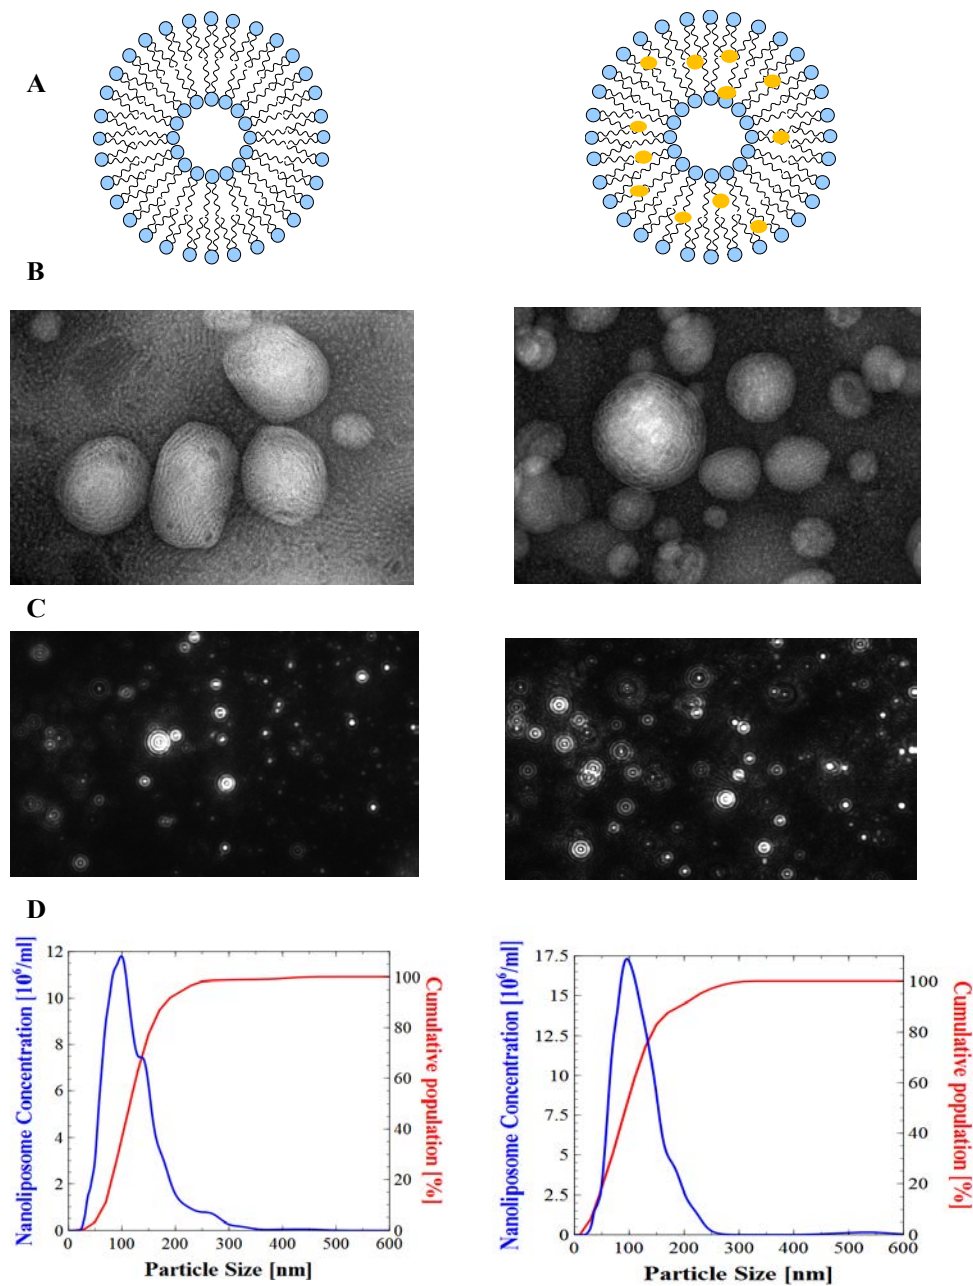 A
B
C
D
Nanoliposome Concentration [10⁶/ml]
12
10
8
6
4
2
0
100
80
60
40
20
0
Cumulative population [%]
0 100 200 300 400 500 600
Particle Size [nm]
Nanoliposome Concentration [10⁶/ml]
17.5
15
12.5
10
7.5
5
2.5
0
100
80
60
40
20
0
Cumulative population [%]
0 100 200 300 400 500 600
Particle Size [nm]